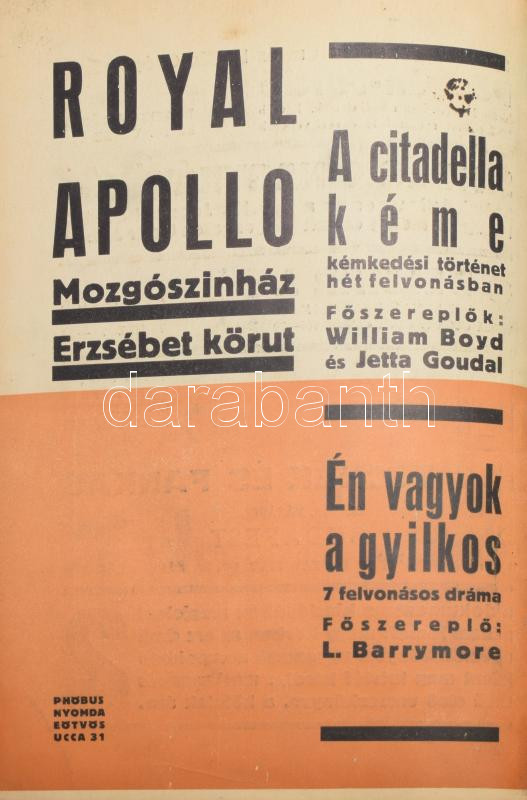 ROYAL
APOLLO
Mozgószinház
Erzsébet körut
A citadella
kéme
kémkedési történet
hét felvonásban
Főszereplők:
William Boyd
és Jetta Goudal
darabanth
Én vagyok
a gyilkos
7 felvonásos dráma
Főszereplő:
L. Barrymore
PHÖBUS
NYOMDA
EÖTVÖS
UCCA 31